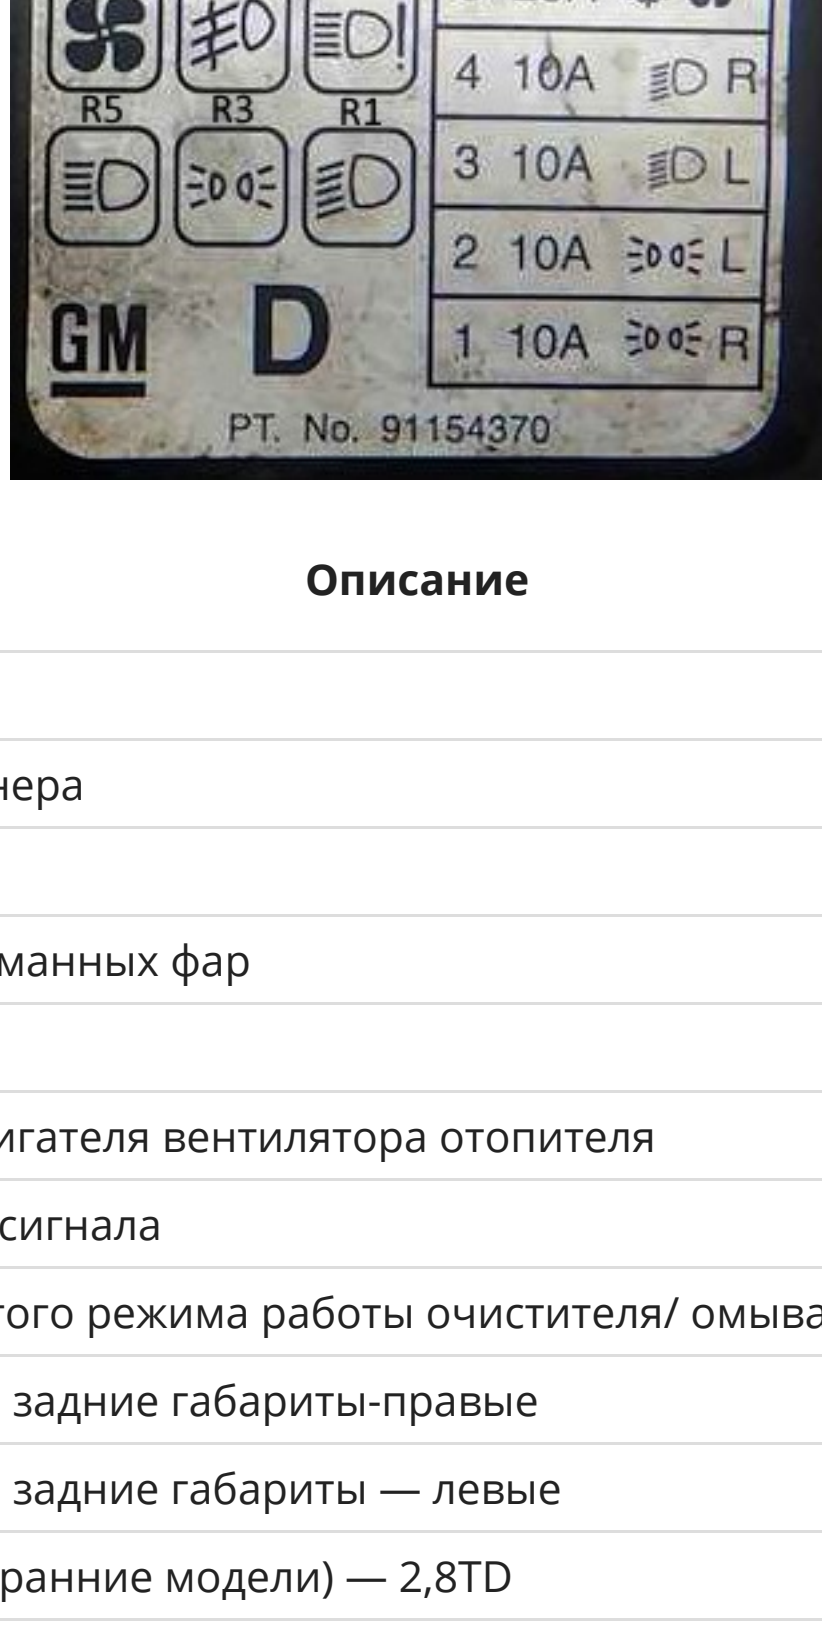 4 10A R
R5 R3 R1
3 10A L
2 10A L
1 10A R
GM D
PT. No. 91154370
Описание
нера
манных фар
игателя вентилятора отопителя
сигнала
того режима работы очистителя/ омыва
задние габариты-правые
задние габариты — левые
ранние модели) — 2,8TD